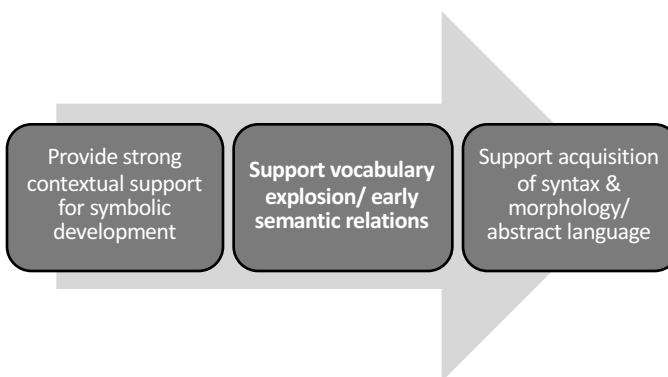 Provide strong
contextual support
for symbolic
development
Support vocabulary
explosion/ early
semantic relations
Support acquisition
of syntax &
morphology/
abstract language